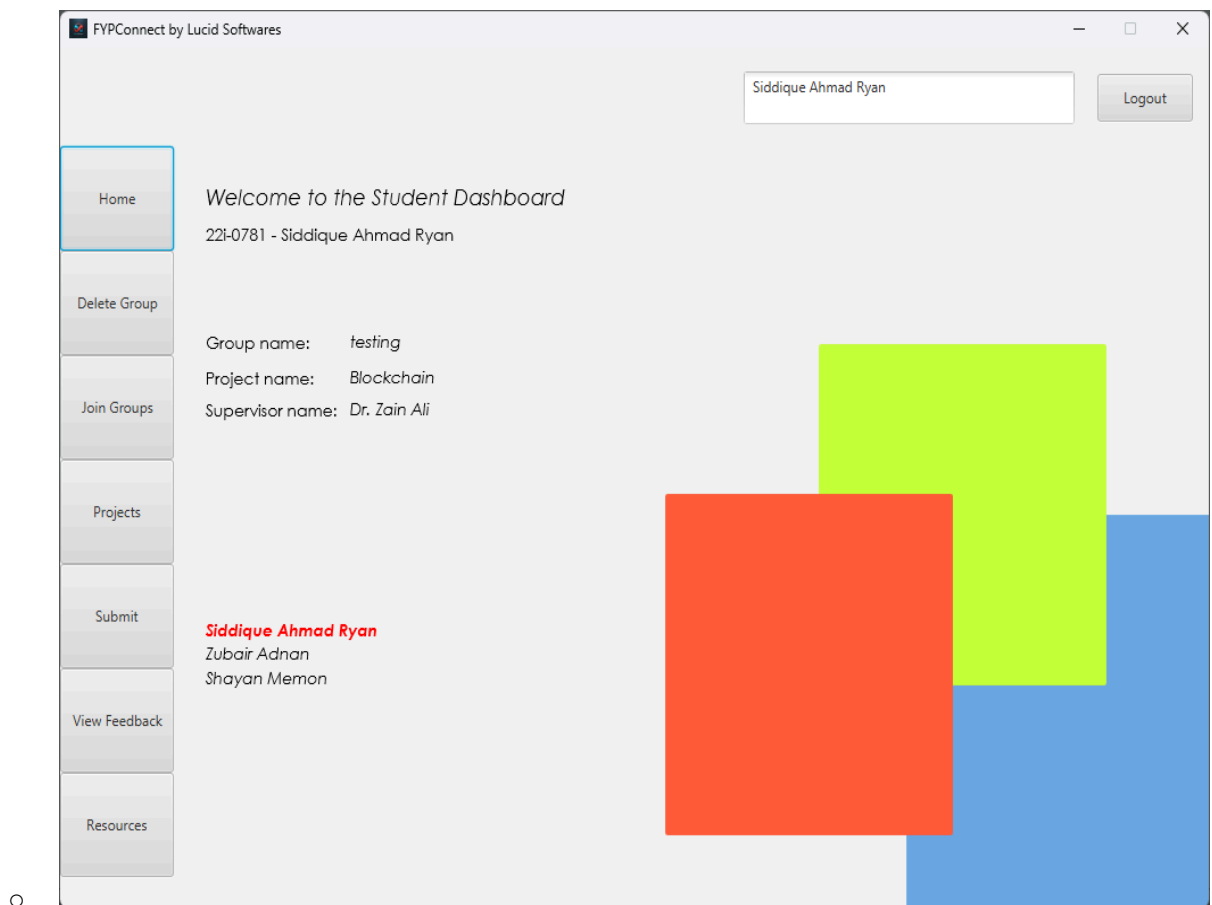 FYPConnect by Lucid Softwares
Siddique Ahmad Ryan
Logout
Home
Welcome to the Student Dashboard
22i-0781 - Siddique Ahmad Ryan
Delete Group
Group name: testing
Project name: Blockchain
Join Groups
Supervisor name: Dr. Zain Ali
Projects
Submit
Siddique Ahmad Ryan
Zubair Adnan
Shayan Memon
View Feedback
Resources